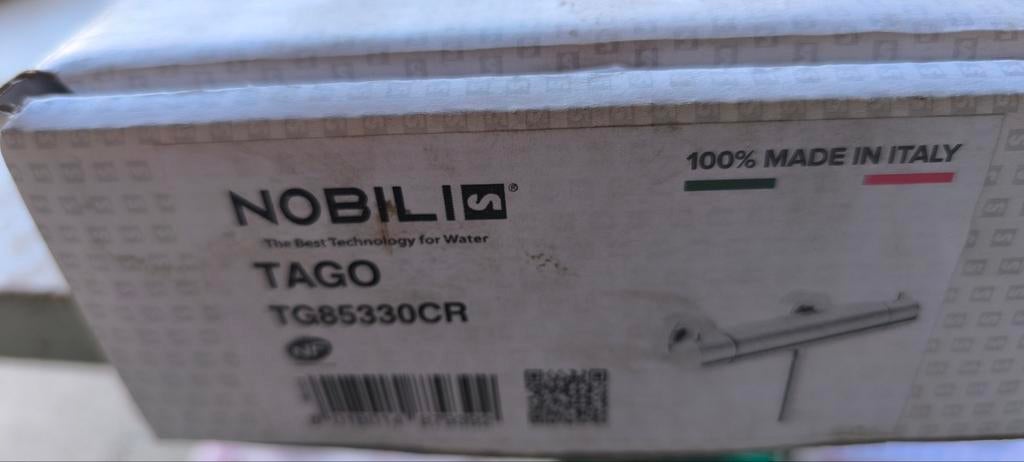 100% MADE IN ITALY
NOBILI S®
The Best Technology for Water
TAGO
TG85330CR
NF